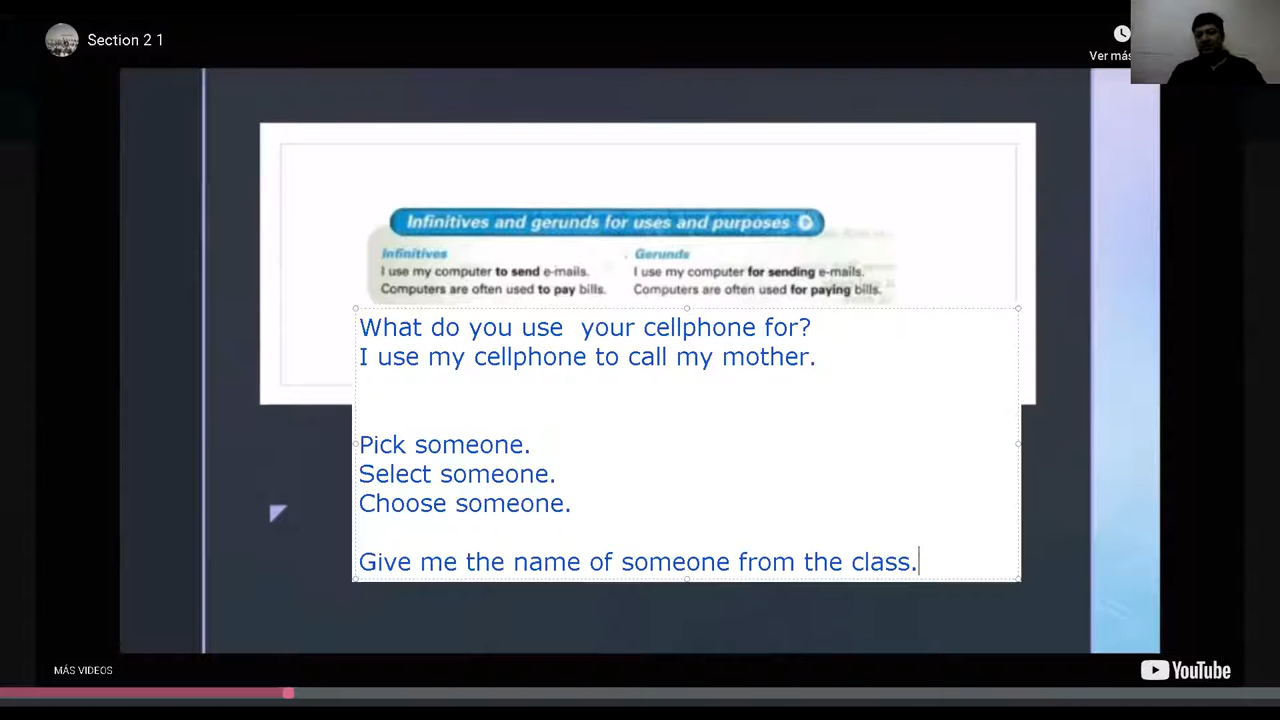 Section 2 1
Ver más
Infinitives and gerunds for uses and purposes
Infinitives
I use my computer to send e-mails.
Computers are often used to pay bills.
Gerunds
I use my computer for sending e-mails.
Computers are often used for paying bills.
What do you use  your cellphone for?
I use my cellphone to call my mother.
Pick someone.
Select someone.
Choose someone.
Give me the name of someone from the class.
MÁS VIDEOS
YouTube